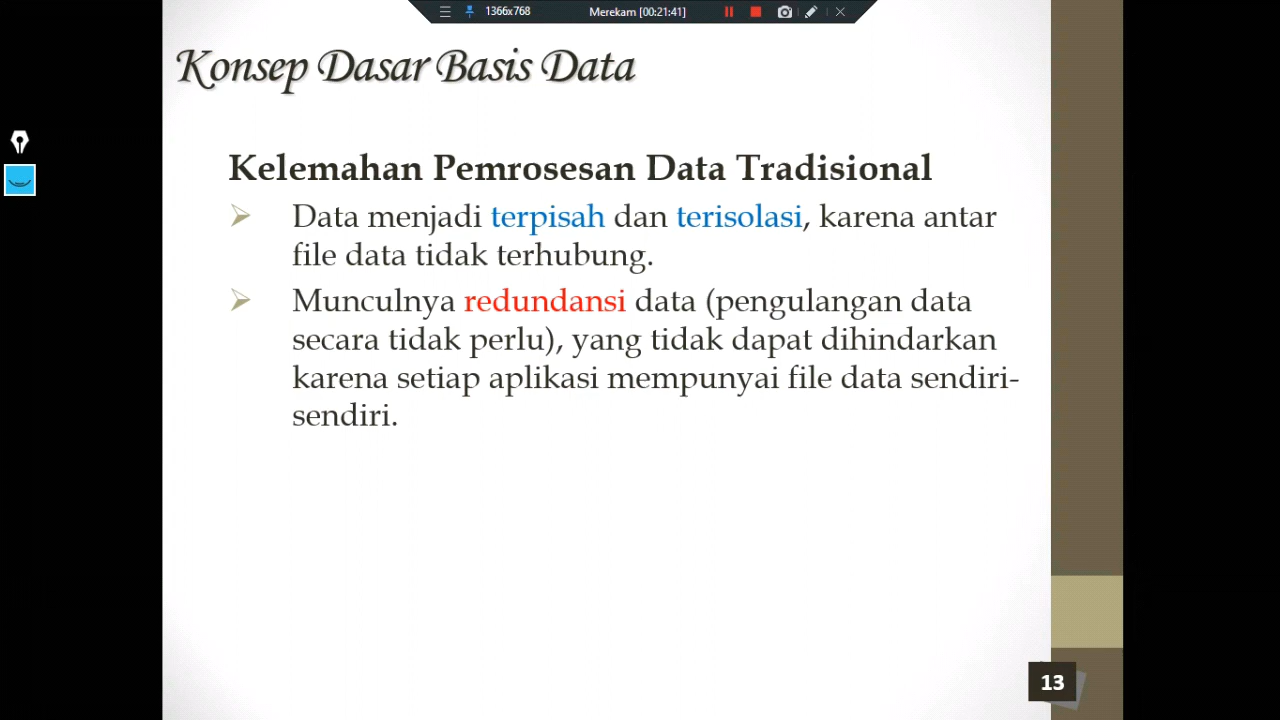 1366x768 Merekam [00:21:41]
Konsep Dasar Basis Data
Kelemahan Pemrosesan Data Tradisional
Data menjadi terpisah dan terisolasi, karena antar
file data tidak terhubung.
Munculnya redundansi data (pengulangan data
secara tidak perlu), yang tidak dapat dihindarkan
karena setiap aplikasi mempunyai file data sendiri-
sendiri.
13